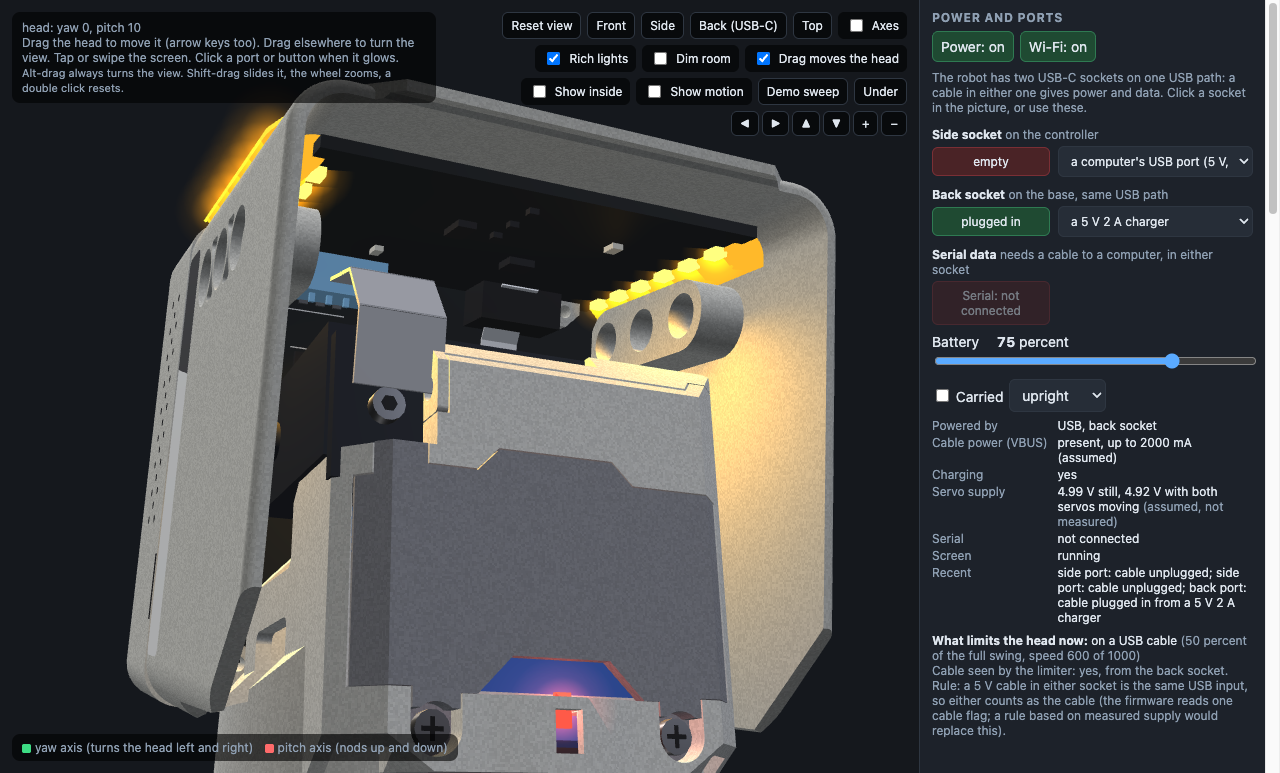 head: yaw 0, pitch 10
Drag the head to move it (arrow keys too). Drag elsewhere to turn the
view. Tap or swipe the screen. Click a port or button when it glows.
Alt-drag always turns the view. Shift-drag slides it, the wheel zooms, a
double click resets.
Reset view
Front
Side
Back (USB-C)
Top
Axes
Rich lights
Dim room
Drag moves the head
Show inside
Show motion
Demo sweep
Under
◄
►
▲
▼
+
−
yaw axis (turns the head left and right)
pitch axis (nods up and down)
POWER AND PORTS
Power: on
Wi-Fi: on
The robot has two USB-C sockets on one USB path: a
cable in either one gives power and data. Click a socket
in the picture, or use these.
Side socket on the controller
empty
a computer's USB port (5 V,
Back socket on the base, same USB path
plugged in
a 5 V 2 A charger
Serial data needs a cable to a computer, in either
socket
Serial: not
connected
Battery 75 percent
Carried
upright
Powered by USB, back socket
Cable power (VBUS) present, up to 2000 mA
(assumed)
Charging yes
Servo supply 4.99 V still, 4.92 V with both
servos moving (assumed, not
measured)
Serial not connected
Screen running
Recent side port: cable unplugged; side
port: cable unplugged; back port:
cable plugged in from a 5 V 2 A
charger
What limits the head now: on a USB cable (50 percent
of the full swing, speed 600 of 1000)
Cable seen by the limiter: yes, from the back socket.
Rule: a 5 V cable in either socket is the same USB input,
so either counts as the cable (the firmware reads one
cable flag; a rule based on measured supply would
replace this).